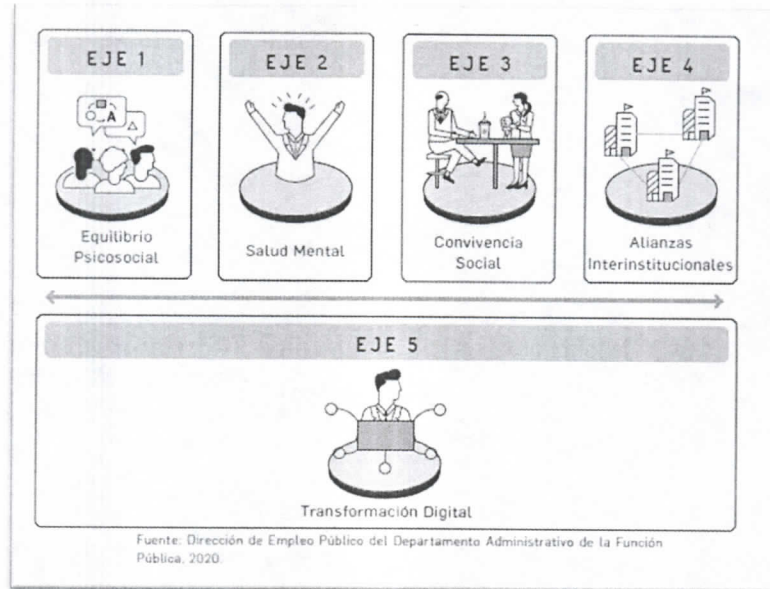 EJE 1
EJE 2
EJE 3
EJE 4
A
Equilibrio
Psicosocial
Salud Mental
Convivencia
Social
Alianzas
Interinstitucionales
EJE 5
Transformación Digital
Fuente: Dirección de Empleo Público del Departamento Administrativo de la Función
Pública, 2020.